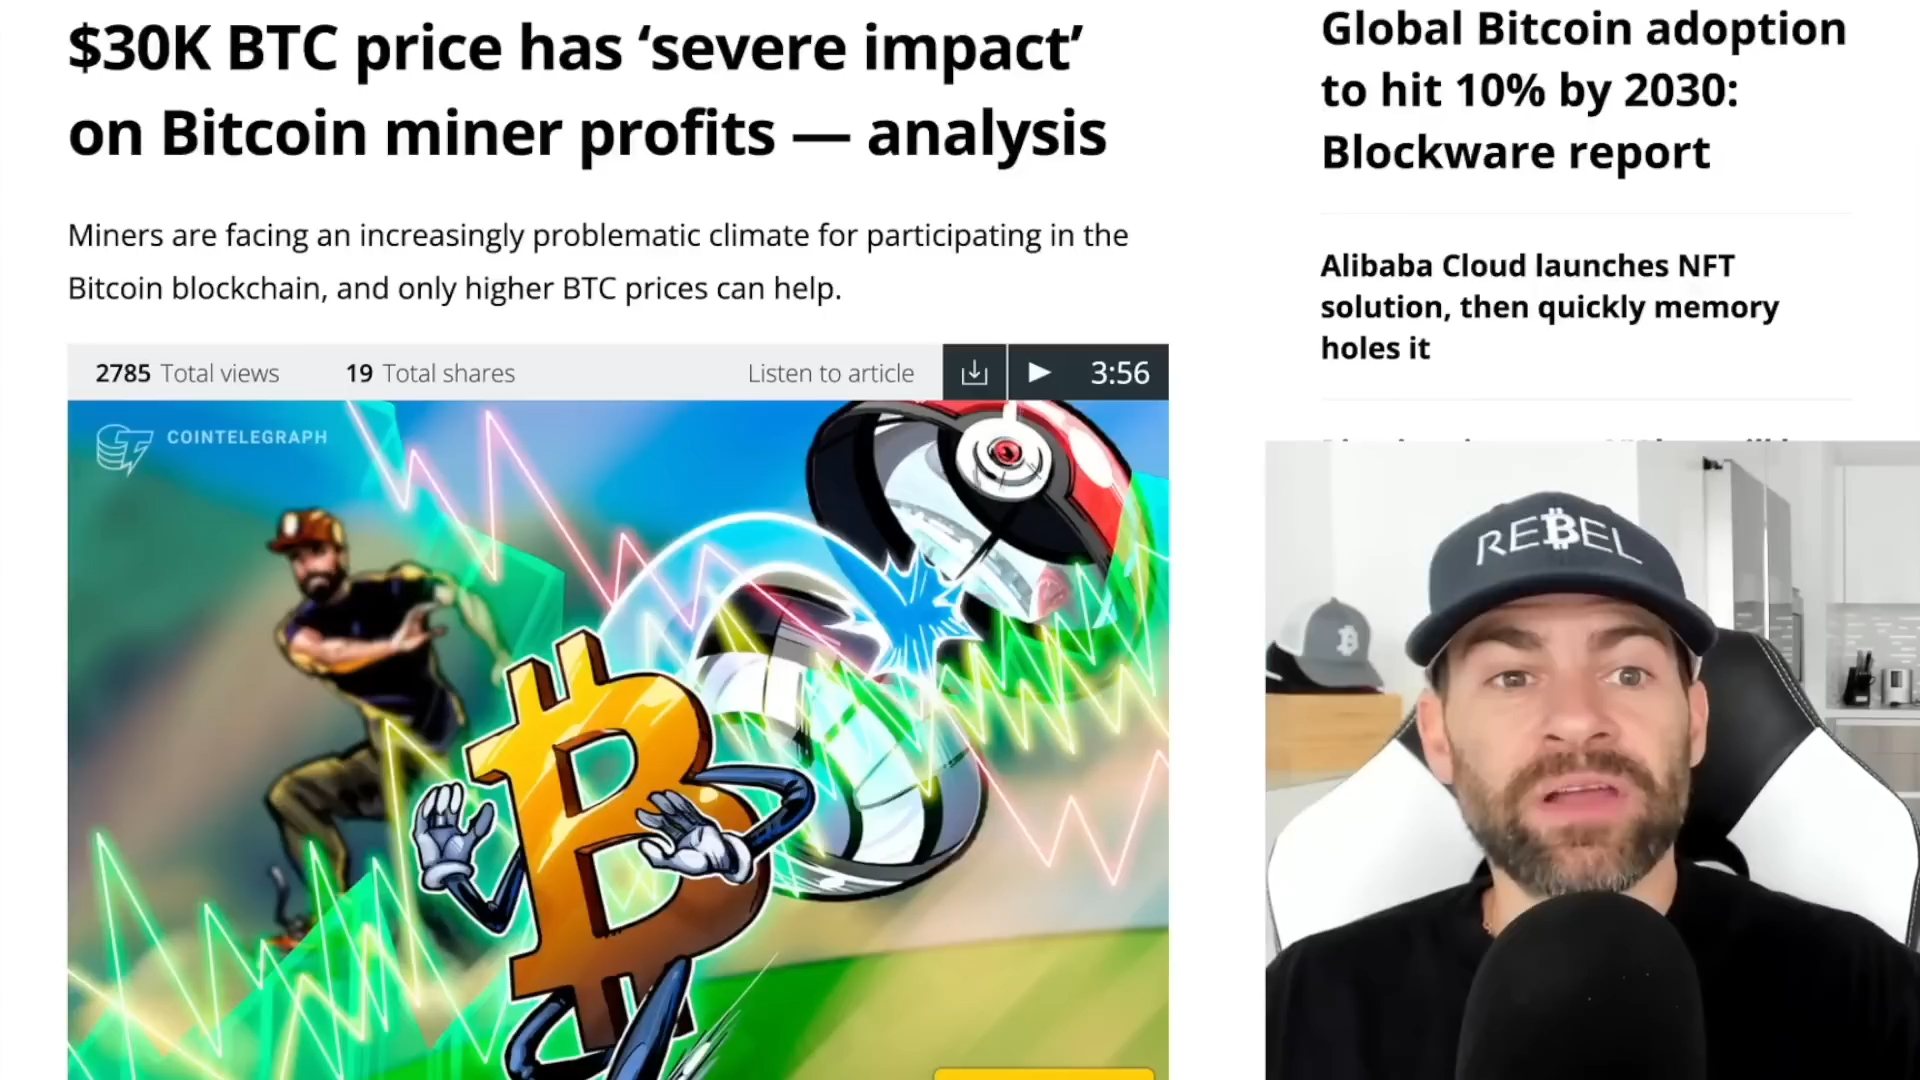 $30K BTC price has ‘severe impact’
on Bitcoin miner profits — analysis
Miners are facing an increasingly problematic climate for participating in the
Bitcoin blockchain, and only higher BTC prices can help.
2785 Total views
19 Total shares
Listen to article
3:56
COINTELEGRAPH
Global Bitcoin adoption
to hit 10% by 2030:
Blockware report
Alibaba Cloud launches NFT
solution, then quickly memory
holes it
REBEL